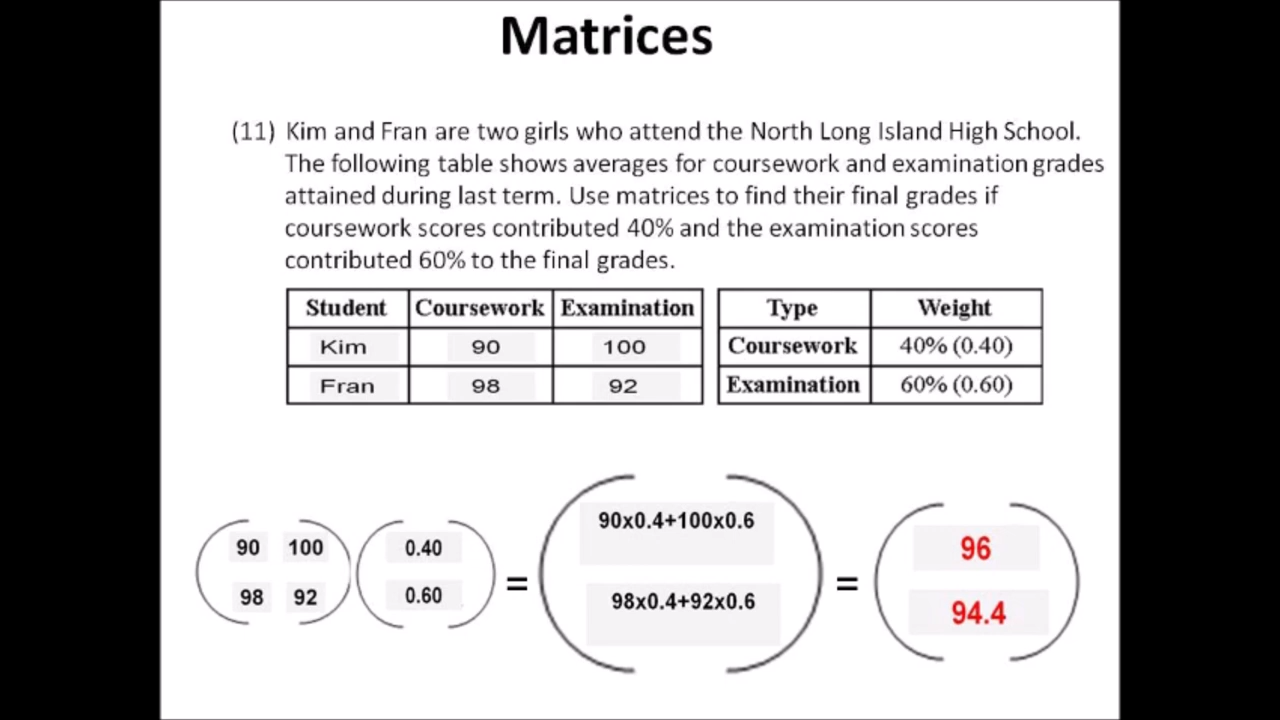 Matrices
(11) Kim and Fran are two girls who attend the North Long Island High School.
The following table shows averages for coursework and examination grades
attained during last term. Use matrices to find their final grades if
coursework scores contributed 40% and the examination scores
contributed 60% to the final grades.
Student Coursework Examination Type Weight
Kim 90 100 Coursework 40% (0.40)
Fran 98 92 Examination 60% (0.60)
90x0.4+100x0.6
90 100 0.40 96
= =
98 92 0.60 98x0.4+92x0.6 94.4